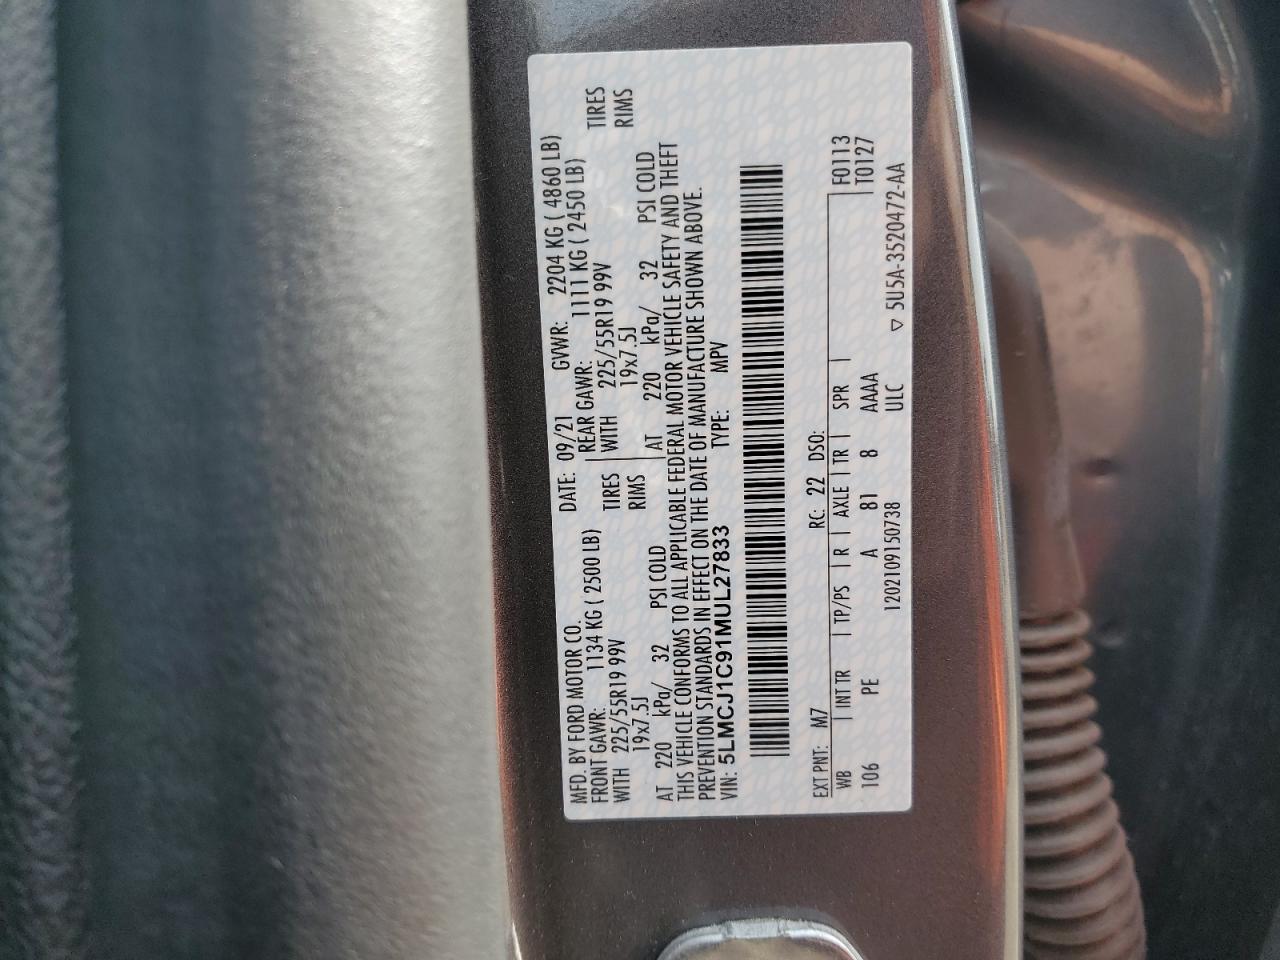 MFD. BY FORD MOTOR CO. DATE: 09/21 GVWR: 2204 KG ( 4860 LB)
FRONT GAWR: 1134 KG ( 2500 LB) REAR GAWR: 1111 KG ( 2450 LB)
WITH 225/55R19 99V TIRES WITH 225/55R19 99V TIRES
19x7.5J RIMS 19x7.5J RIMS
AT 220 kPa/ 32 PSI COLD AT 220 kPa/ 32 PSI COLD
THIS VEHICLE CONFORMS TO ALL APPLICABLE FEDERAL MOTOR VEHICLE SAFETY AND THEFT
PREVENTION STANDARDS IN EFFECT ON THE DATE OF MANUFACTURE SHOWN ABOVE.
VIN: 5LMCJ1C91MUL27833 TYPE: MPV
EXT PNT: M7 RC: 22 DSO: F0113
WB | INT TR | TP/PS | R | AXLE | TR | SPR | T0127
106 PE A 81 8 AAAA
120210915073​8 ULC ▽ 5U5A-3520472-AA